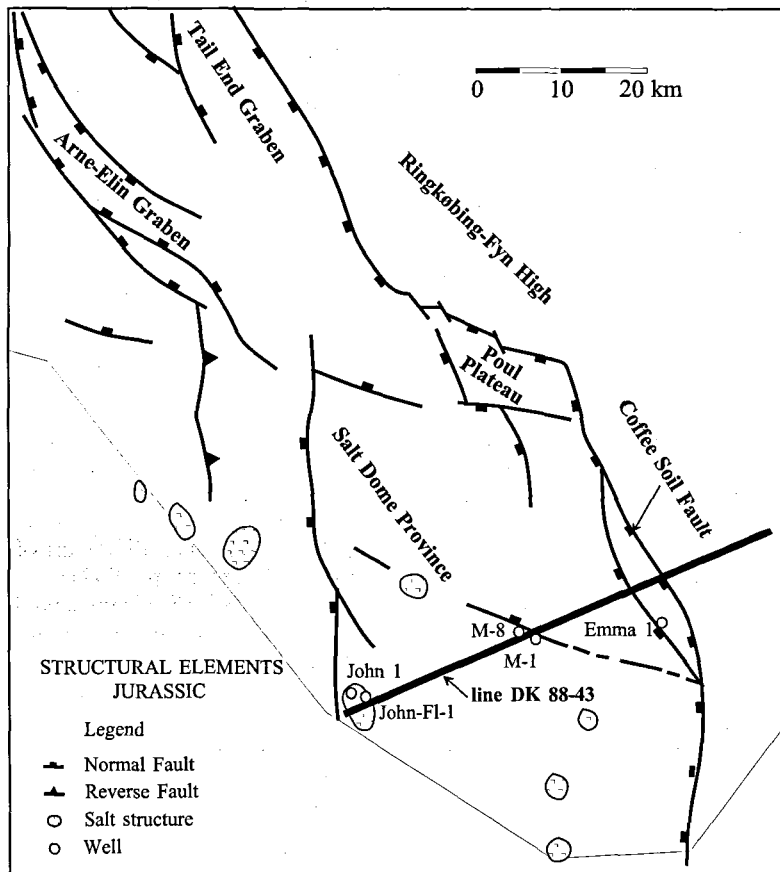 Tail End Graben
0 10 20 km
Arne-Elin Graben
Ringkøbing-Fyn High
Poul
Plateau
Coffee Soil Fault
Salt Dome Province
M-8
M-1
Emma 1
John 1
John-Fl-1
line DK 88-43
STRUCTURAL ELEMENTS
JURASSIC
Legend
Normal Fault
Reverse Fault
Salt structure
Well